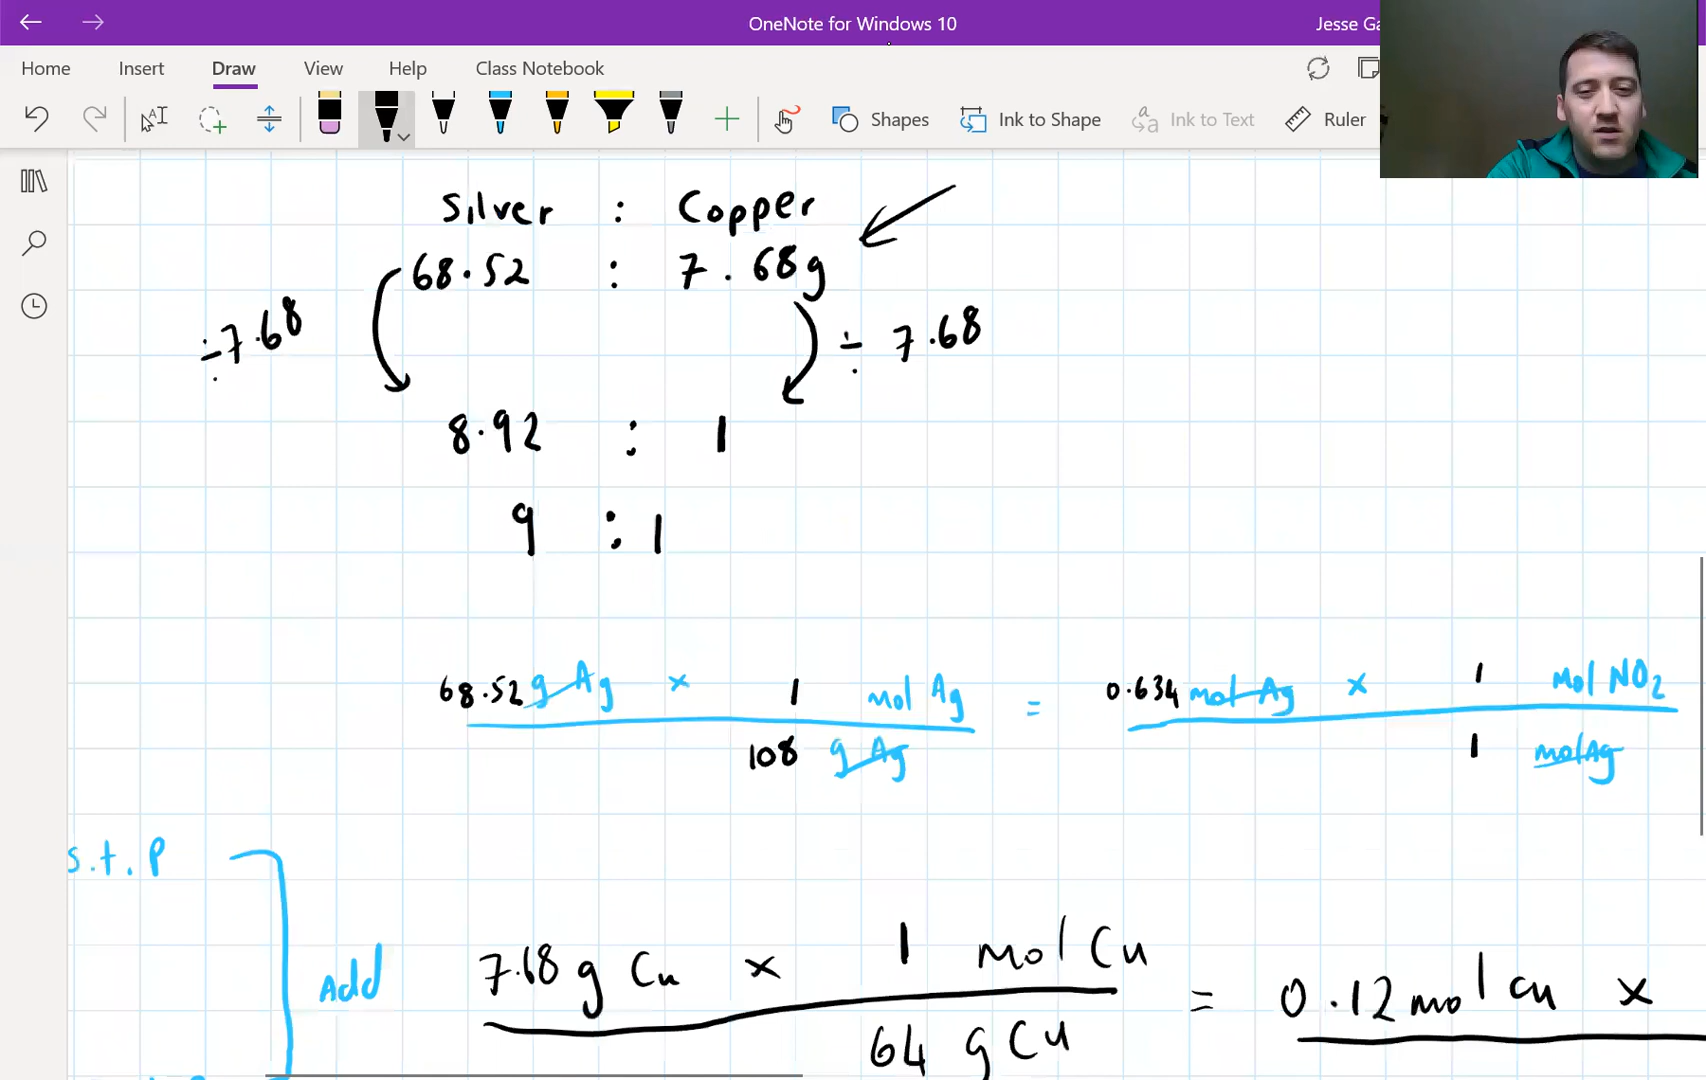 OneNote for Windows 10
Jesse Ga
Home Insert Draw View Help Class Notebook
Shapes Ink to Shape Ink to Text Ruler
Silver : Copper
68.52 : 7.68g
÷7.68 ÷ 7.68
8.92 : 1
9 : 1
68.52 g Ag x 1 mol Ag = 0.634 mol Ag x 1 mol NO₂
108 g Ag 1 mol Ag
s.t.p
Add
7.68 g Cu x 1 mol Cu = 0.12 mol Cu x
64 g Cu